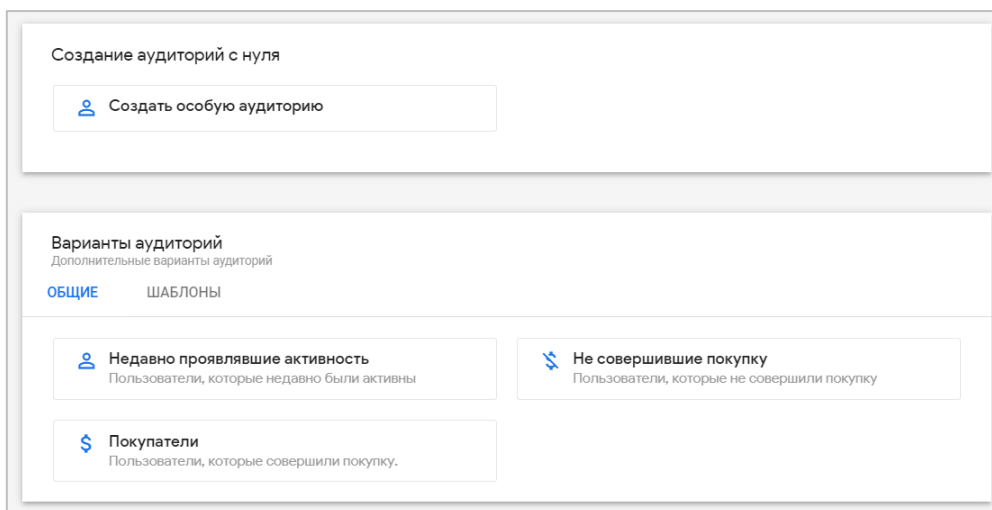 Создание аудиторий с нуля
Создать особую аудиторию
Варианты аудиторий
Дополнительные варианты аудиторий
ОБЩИЕ ШАБЛОНЫ
Недавно проявлявшие активность
Пользователи, которые недавно были активны
Не совершившие покупку
Пользователи, которые не совершили покупку
Покупатели
Пользователи, которые совершили покупку.